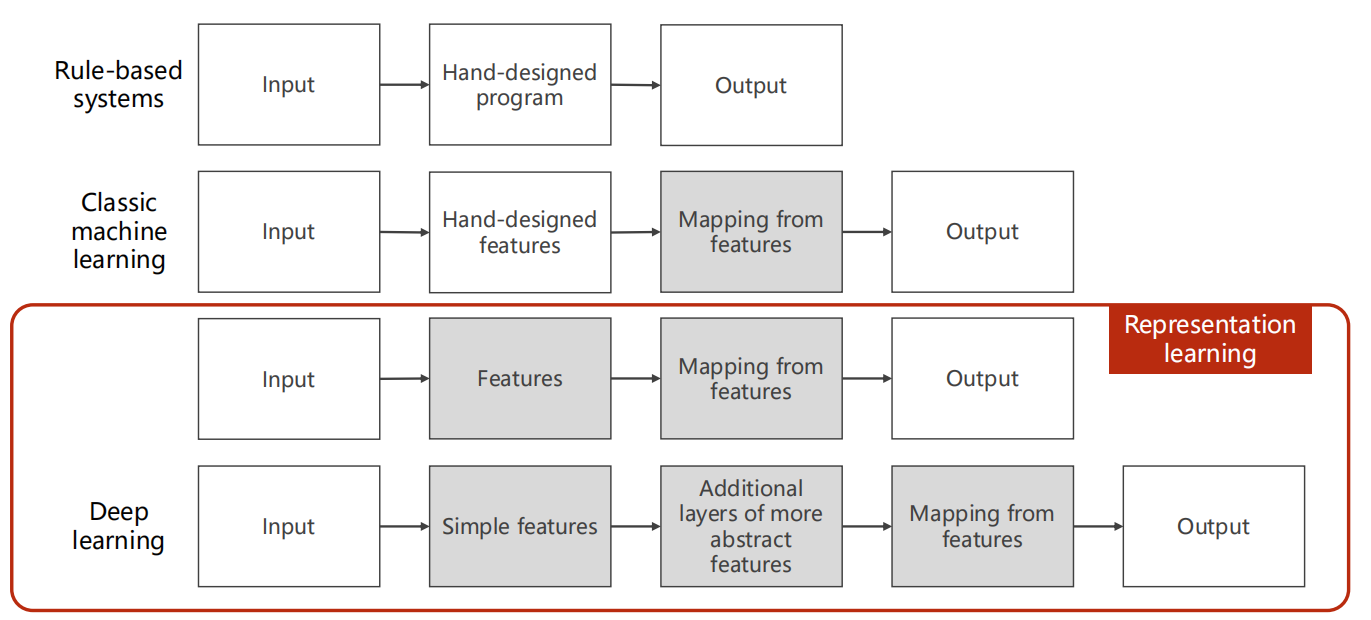 Rule-based
systems
Input
Hand-designed
program
Output
Classic
machine
learning
Input
Hand-designed
features
Mapping from
features
Output
Representation
learning
Input
Features
Mapping from
features
Output
Deep
learning
Input
Simple features
Additional
layers of more
abstract
features
Mapping from
features
Output